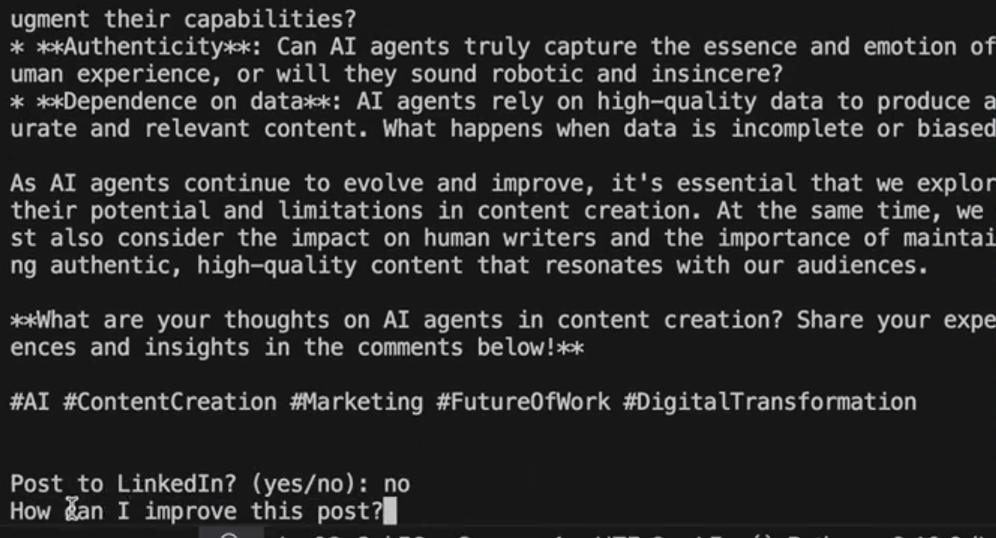 ugment their capabilities?
* **Authenticity**: Can AI agents truly capture the essence and emotion of
uman experience, or will they sound robotic and insincere?
* **Dependence on data**: AI agents rely on high-quality data to produce a
urate and relevant content. What happens when data is incomplete or biased
As AI agents continue to evolve and improve, it's essential that we explor
their potential and limitations in content creation. At the same time, we
st also consider the impact on human writers and the importance of maintai
ng authentic, high-quality content that resonates with our audiences.
**What are your thoughts on AI agents in content creation? Share your expe
ences and insights in the comments below!**
#AI #ContentCreation #Marketing #FutureOfWork #DigitalTransformation
Post to LinkedIn? (yes/no): no
How can I improve this post?